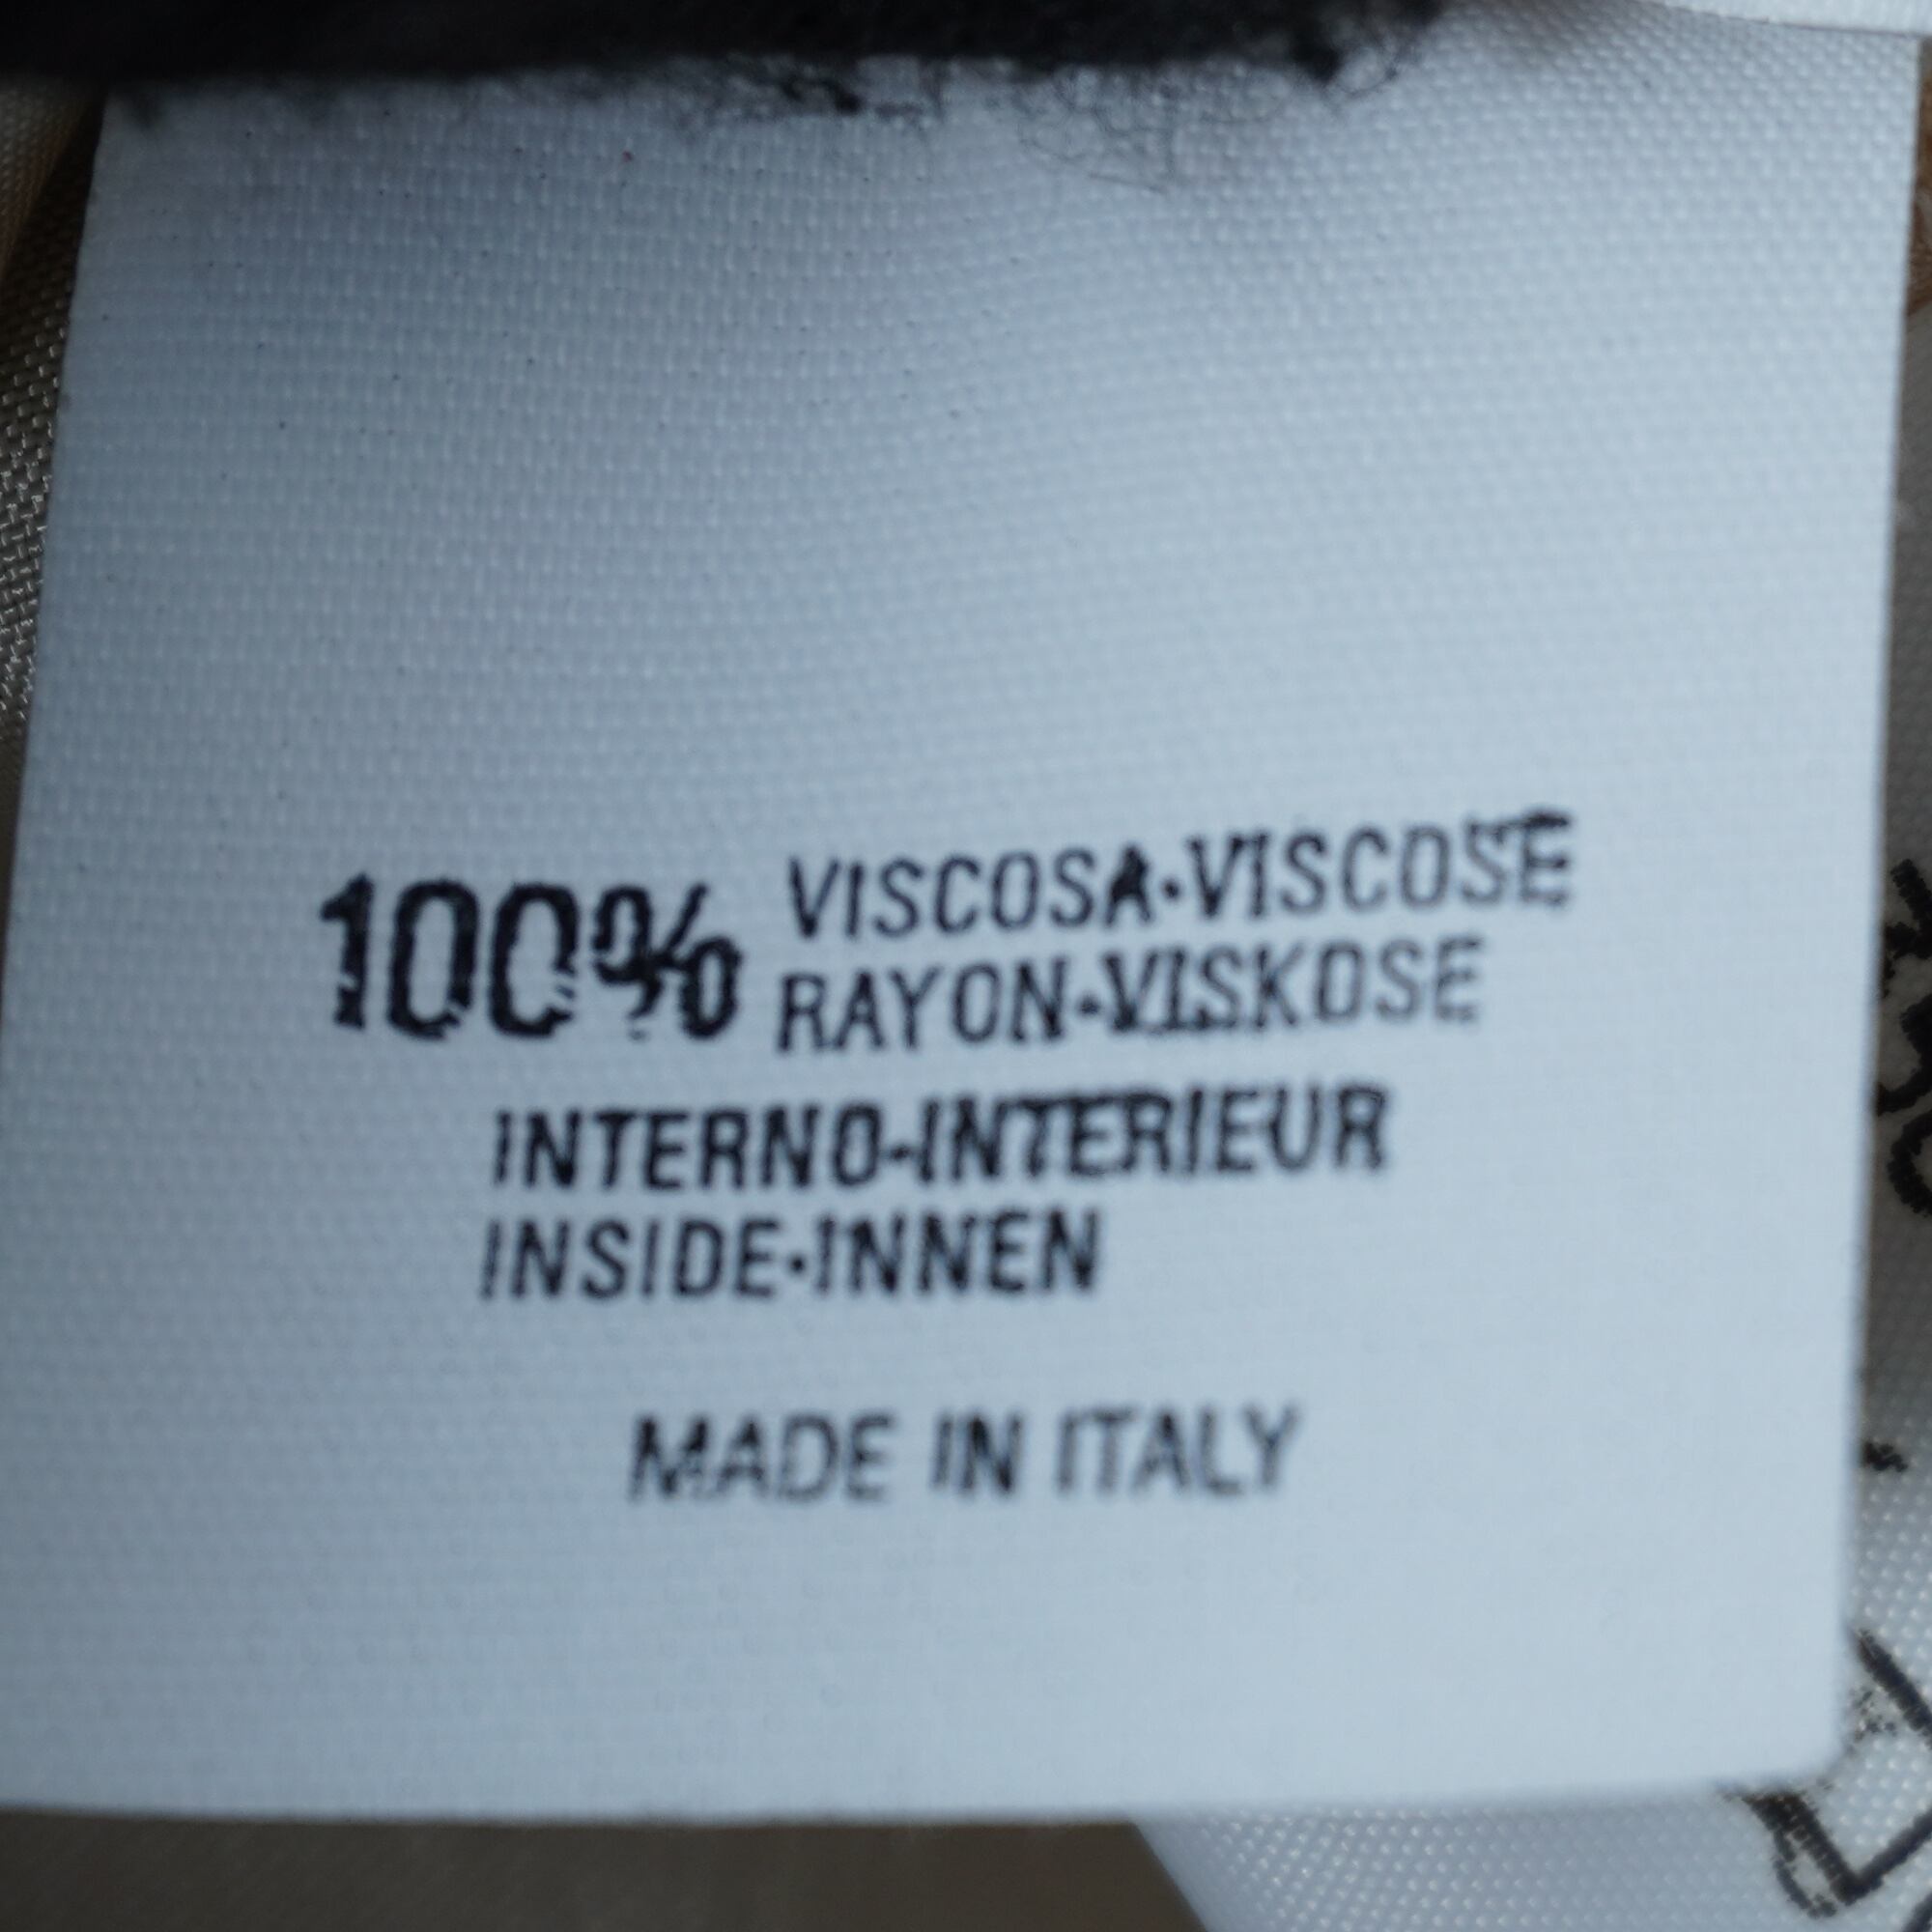 100% VISCOSA·VISCOSE
RAYON·VISKOSE
INTERNO·INTERIEUR
INSIDE·INNEN
MADE IN ITALY